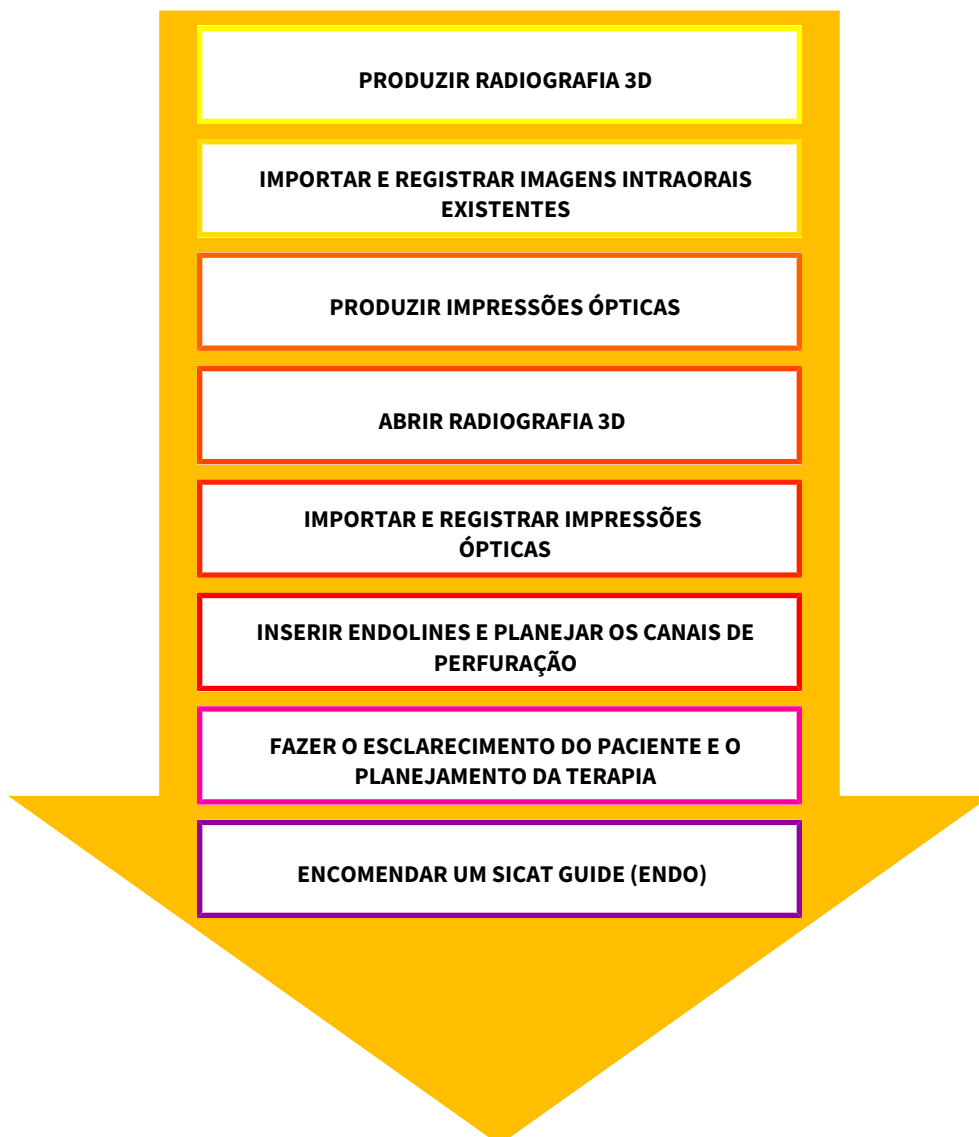 PRODUZIR RADIOGRAFIA 3D
IMPORTAR E REGISTRAR IMAGENS INTRAORAIS
EXISTENTES
PRODUZIR IMPRESSÕES ÓPTICAS
ABRIR RADIOGRAFIA 3D
IMPORTAR E REGISTRAR IMPRESSÕES
ÓPTICAS
INSERIR ENDOLINES E PLANEJAR OS CANAIS DE
PERFURAÇÃO
FAZER O ESCLARECIMENTO DO PACIENTE E O
PLANEJAMENTO DA TERAPIA
ENCOMENDAR UM SICAT GUIDE (ENDO)